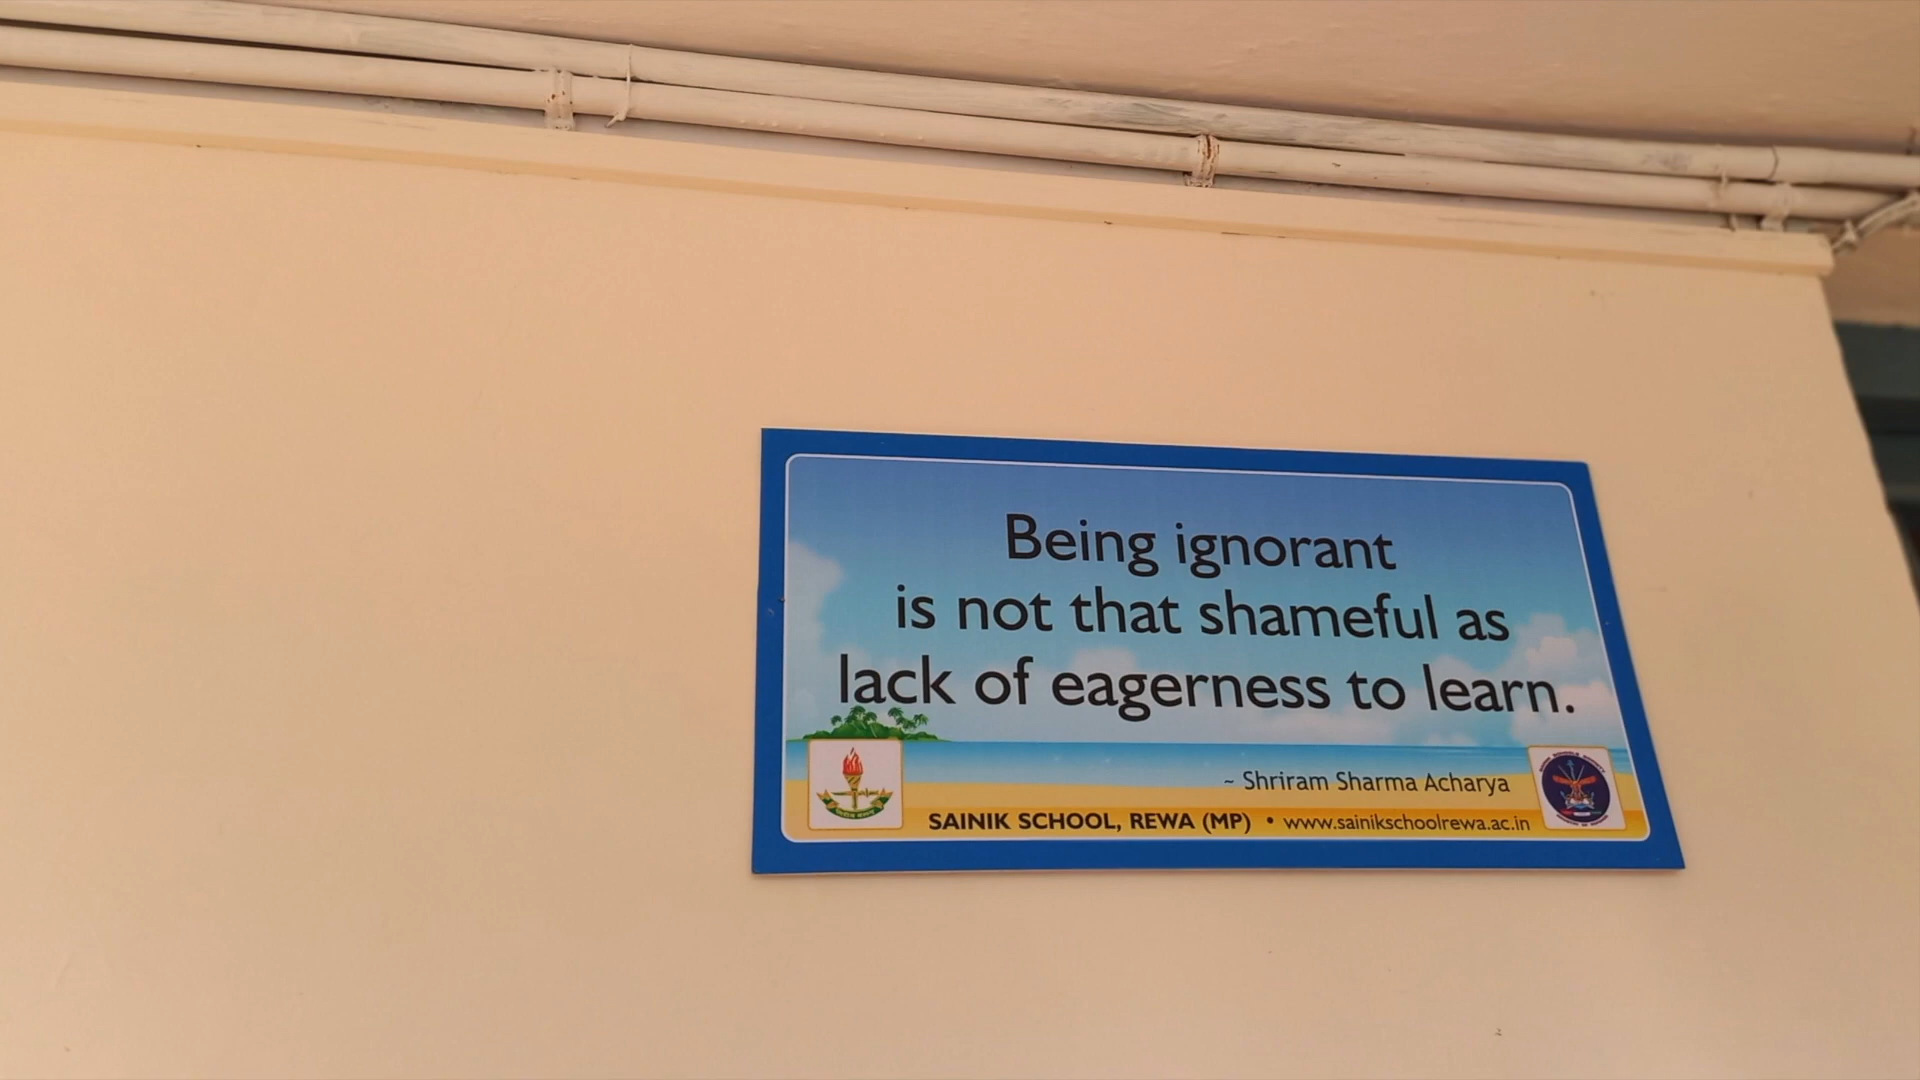 Being ignorant
is not that shameful as
lack of eagerness to learn.
~ Shriram Sharma Acharya
SAINIK SCHOOL, REWA (MP) • www.sainikschoolrewa.ac.in